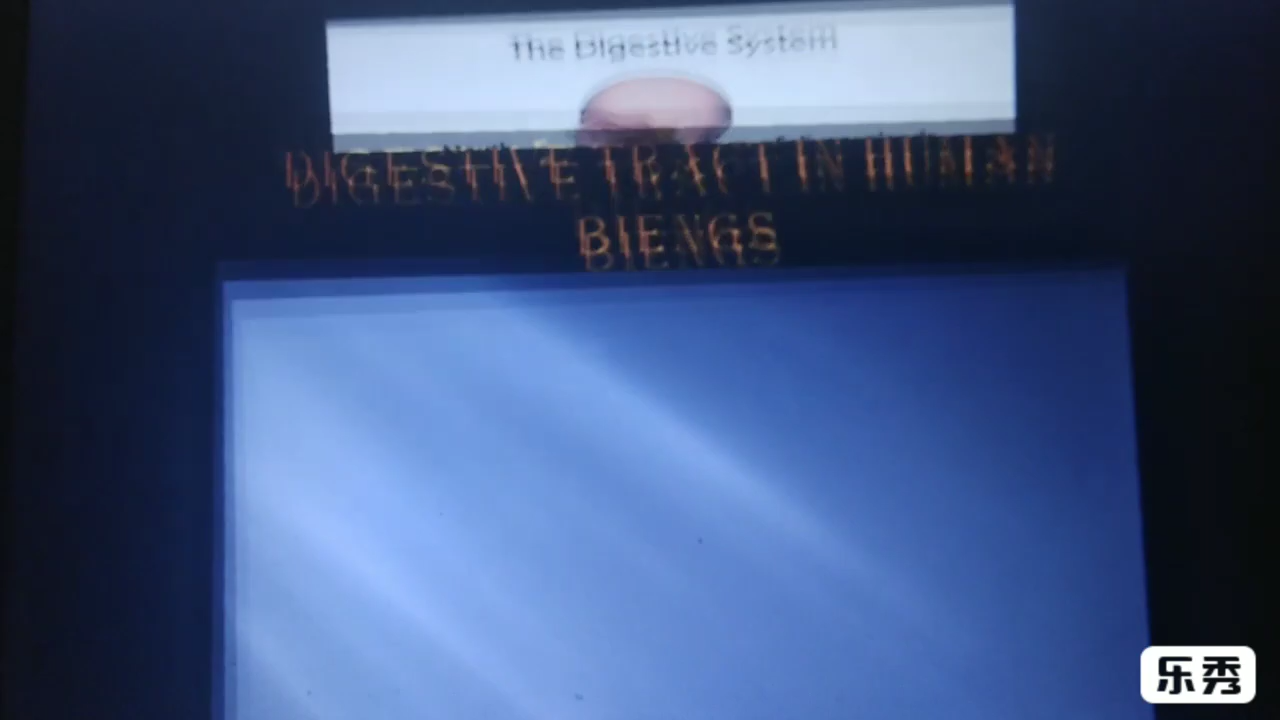 The Digestive System
DIGESTIVE TRACT IN HUMAN
BIENGS
乐秀